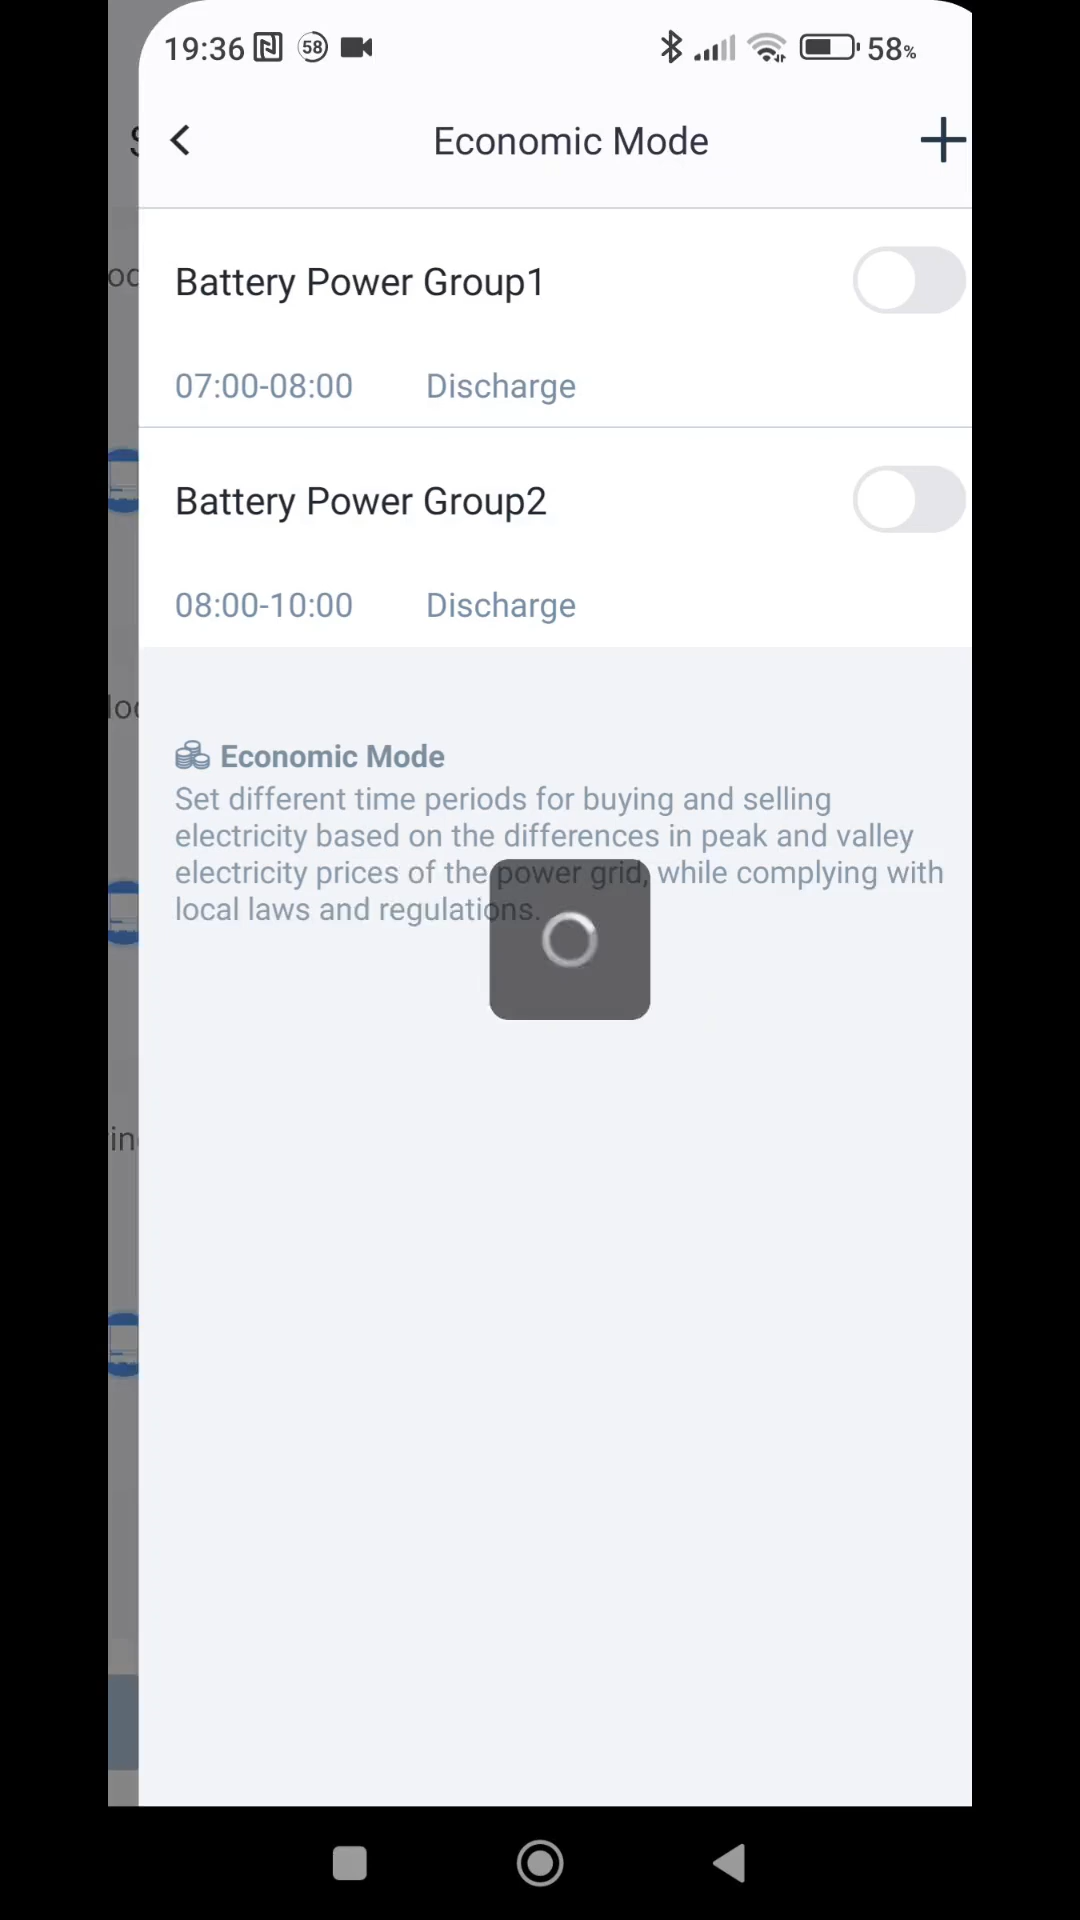 19:36 58 58%
Economic Mode
Battery Power Group1
07:00-08:00 Discharge
Battery Power Group2
08:00-10:00 Discharge
Economic Mode
Set different time periods for buying and selling
electricity based on the differences in peak and valley
electricity prices of the power grid, while complying with
local laws and regulations.